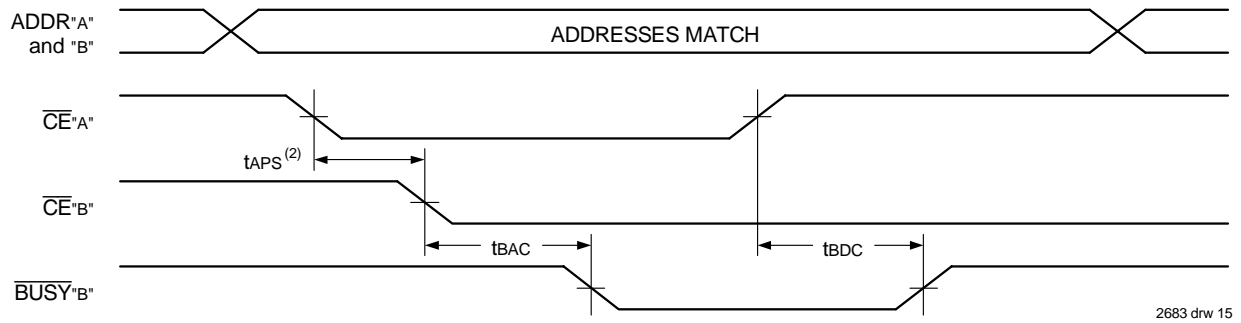 ADDR"A"
and "B"
ADDRESSES MATCH
CE"A"
tAPS (2)
CE"B"
tBAC
tBDC
BUSY"B"
2683 drw 15